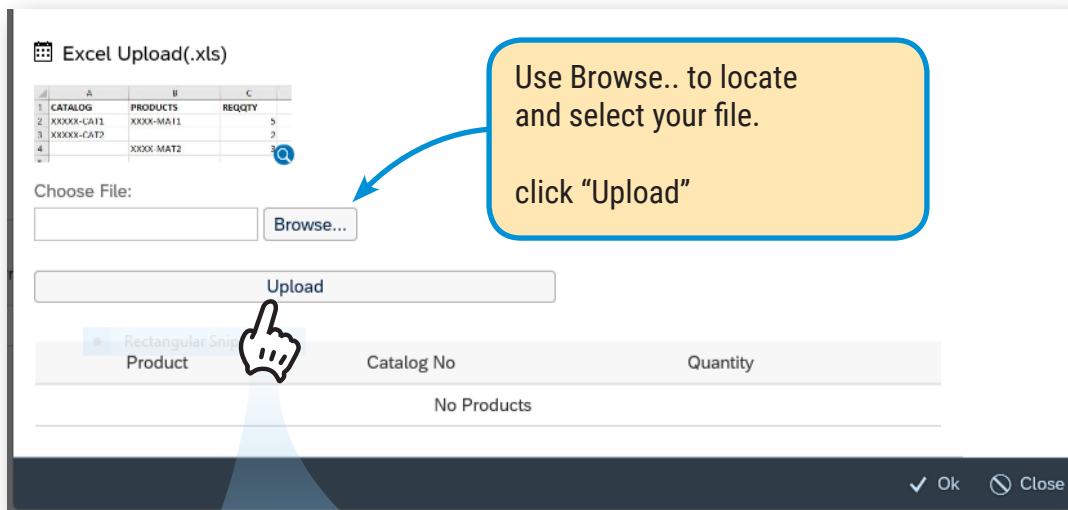 Excel Upload(.xls)
A B C
1 CATALOG PRODUCTS REQQTY
2 XXXXX-CAT1 XXXX-MAT1 5
3 XXXXX-CAT2 2
4 XXXX-MAT2 3
Use Browse.. to locate
and select your file.
click “Upload”
Choose File:
Browse...
Upload
Rectangular Snip
Product Catalog No Quantity
No Products
Ok Close